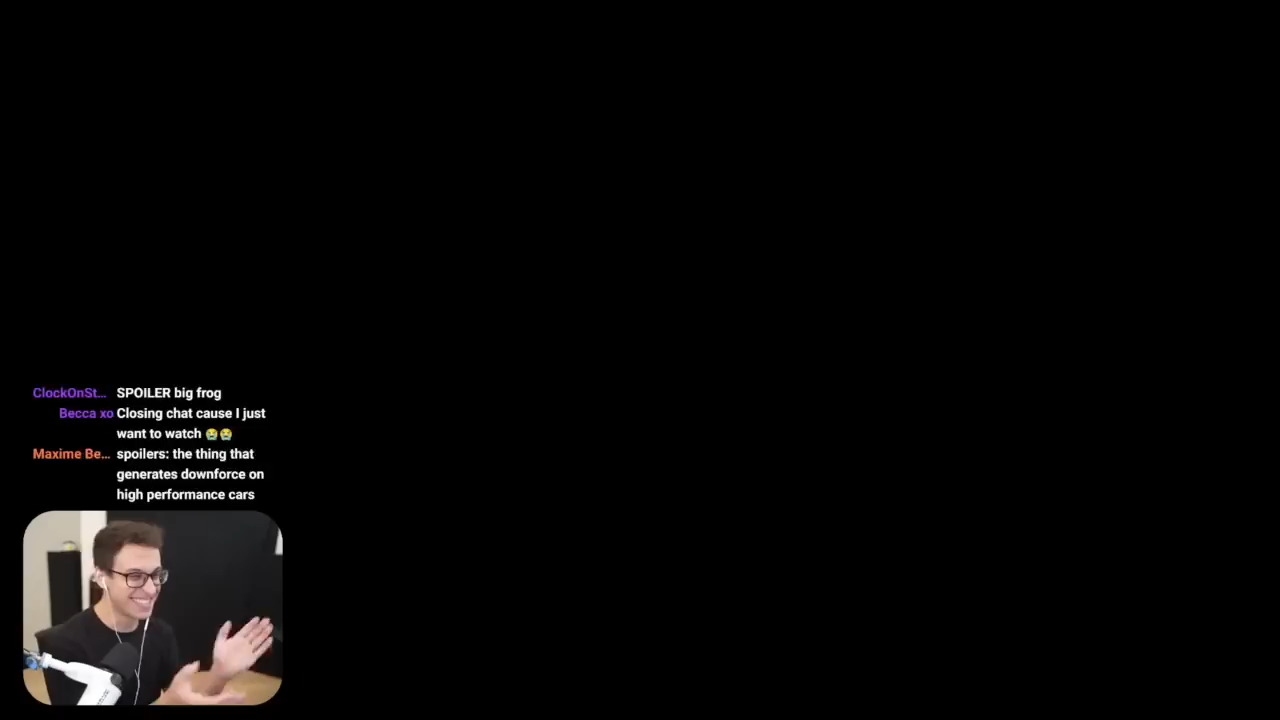 ClockOnSt... SPOILER big frog
Becca xo Closing chat cause I just
want to watch 😭😭
Maxime Be... spoilers: the thing that
generates downforce on
high performance cars